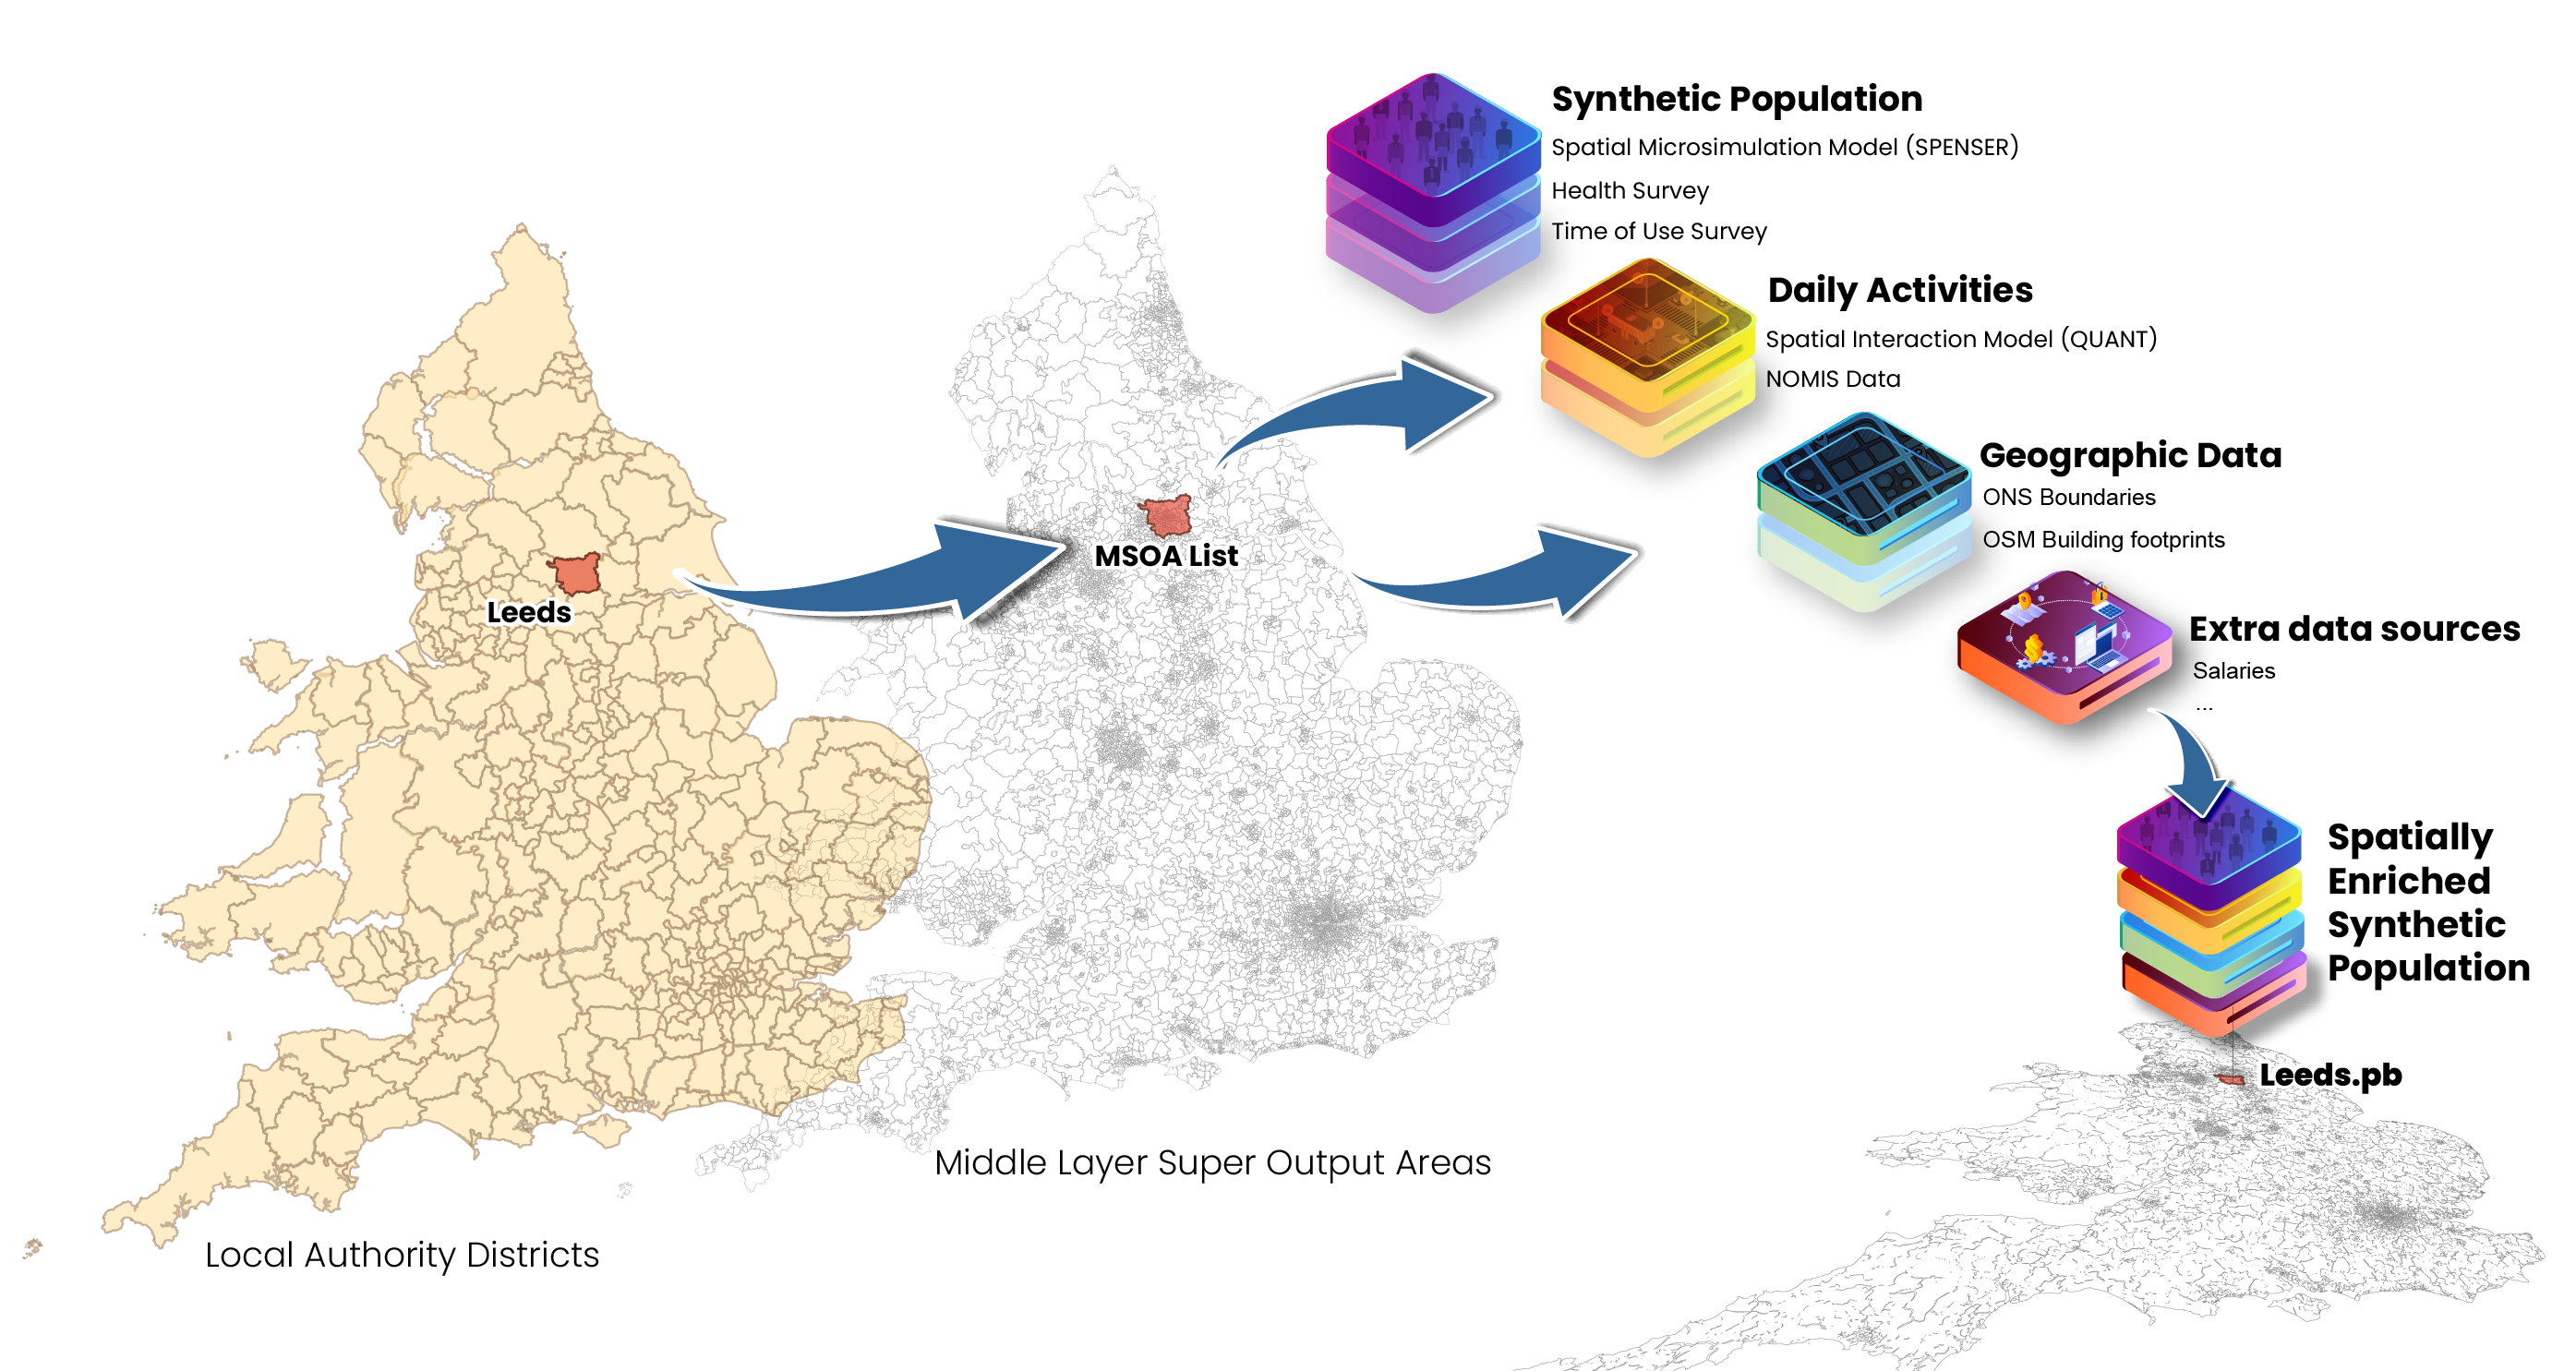 Synthetic Population
Spatial Microsimulation Model (SPENSER)
Health Survey
Time of Use Survey
Daily Activities
Spatial Interaction Model (QUANT)
NOMIS Data
Geographic Data
ONS Boundaries
OSM Building footprints
MSOA List
Leeds
Extra data sources
Salaries
...
Spatially
Enriched
Synthetic
Population
Leeds.pb
Middle Layer Super Output Areas
Local Authority Districts